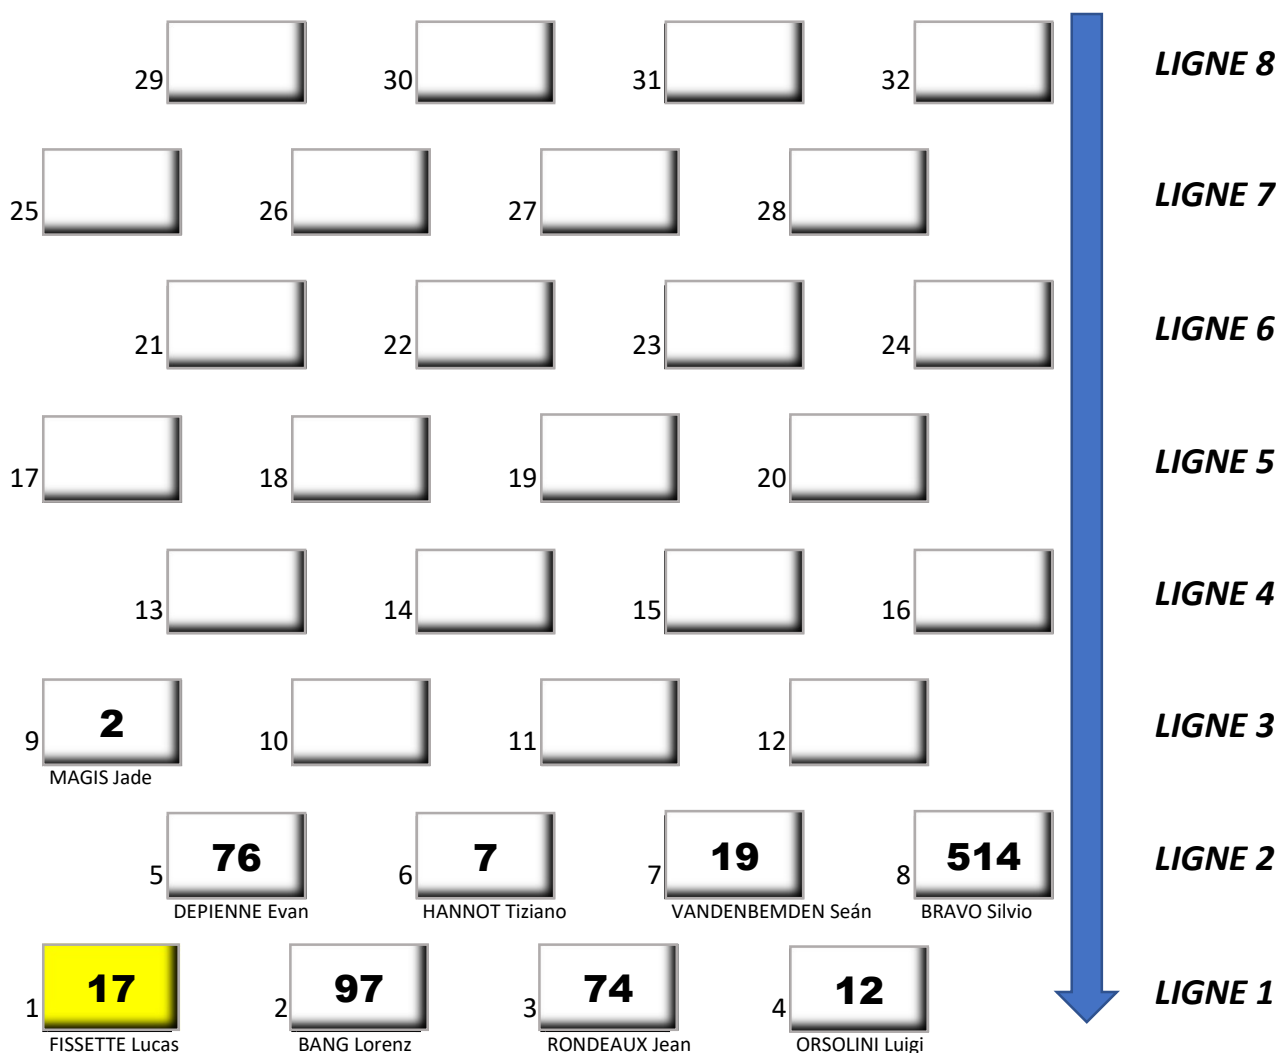 29 30 31 32 LIGNE 8
25 26 27 28 LIGNE 7
21 22 23 24 LIGNE 6
17 18 19 20 LIGNE 5
13 14 15 16 LIGNE 4
9 2 10 11 12 LIGNE 3
MAGIS Jade
5 76 6 7 7 19 8 514 LIGNE 2
DEPIENNE Evan HANNOT Tiziano VANDENBEMDEN Seán BRAVO Silvio
1 17 2 97 3 74 4 12 LIGNE 1
FISSETTE Lucas BANG Lorenz RONDEAUX Jean ORSOLINI Luigi